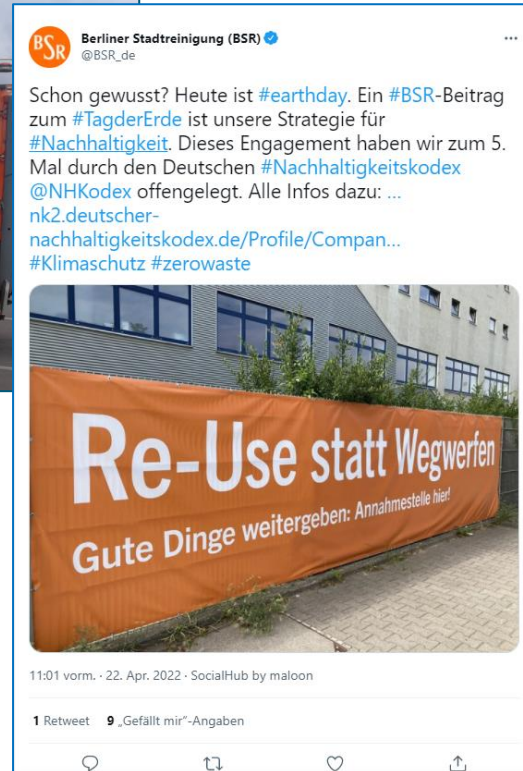 BSR
Berliner Stadtreinigung (BSR)
@BSR_de
...
Schon gewusst? Heute ist #earthday. Ein #BSR-Beitrag
zum #TagderErde ist unsere Strategie für
#Nachhaltigkeit. Dieses Engagement haben wir zum 5.
Mal durch den Deutschen #Nachhaltigkeitskodex
@NHKodex offengelegt. Alle Infos dazu: ...
nk2.deutscher-
nachhaltigkeitskodex.de/Profile/Compan...
#Klimaschutz #zerowaste
Re-Use statt Wegwerfen
Gute Dinge weitergeben: Annahmestelle hier!
11:01 vorm. · 22. Apr. 2022 · SocialHub by maloon
1 Retweet 9 „Gefällt mir“-Angaben